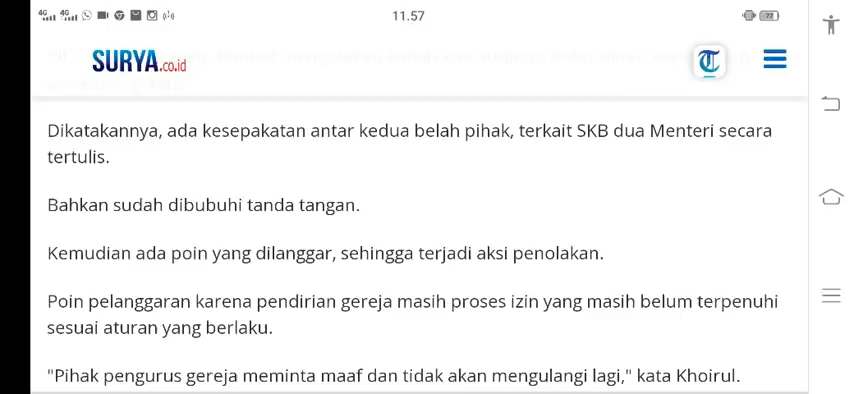 4G 4G 11.57 77
SURYA.co.id
Dikatakannya, ada kesepakatan antar kedua belah pihak, terkait SKB dua Menteri secara
tertulis.
Bahkan sudah dibubuhi tanda tangan.
Kemudian ada poin yang dilanggar, sehingga terjadi aksi penolakan.
Poin pelanggaran karena pendirian gereja masih proses izin yang masih belum terpenuhi
sesuai aturan yang berlaku.
"Pihak pengurus gereja meminta maaf dan tidak akan mengulangi lagi," kata Khoirul.